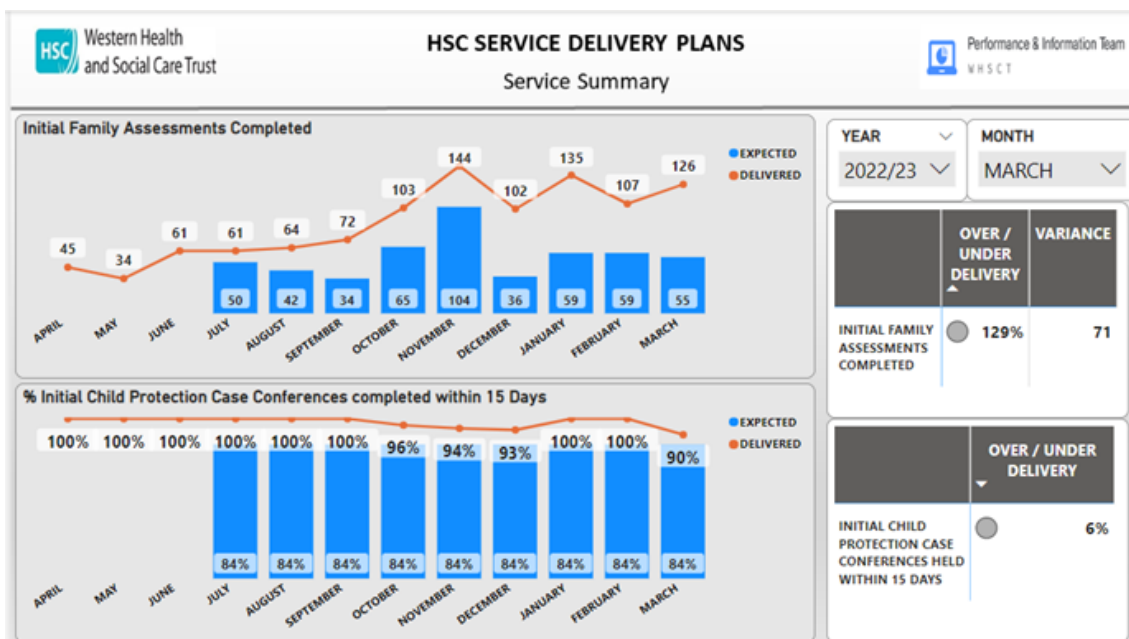 HSC
Western Health
and Social Care Trust
HSC SERVICE DELIVERY PLANS
Service Summary
Performance & Information Team
WHSCT
Initial Family Assessments Completed
EXPECTED
DELIVERED
45
34
61
61
64
72
103
144
102
135
107
126
50
42
34
65
104
36
59
59
55
APRIL
MAY
JUNE
JULY
AUGUST
SEPTEMBER
OCTOBER
NOVEMBER
DECEMBER
JANUARY
FEBRUARY
MARCH
% Initial Child Protection Case Conferences completed within 15 Days
EXPECTED
DELIVERED
100%
100%
100%
100%
100%
100%
96%
94%
93%
100%
100%
90%
84%
84%
84%
84%
84%
84%
84%
84%
84%
APRIL
MAY
JUNE
JULY
AUGUST
SEPTEMBER
OCTOBER
NOVEMBER
DECEMBER
JANUARY
FEBRUARY
MARCH
YEAR
2022/23
MONTH
MARCH
OVER /
UNDER
DELIVERY
VARIANCE
INITIAL FAMILY
ASSESSMENTS
COMPLETED
129%
71
OVER / UNDER
DELIVERY
INITIAL CHILD
PROTECTION CASE
CONFERENCES HELD
WITHIN 15 DAYS
6%